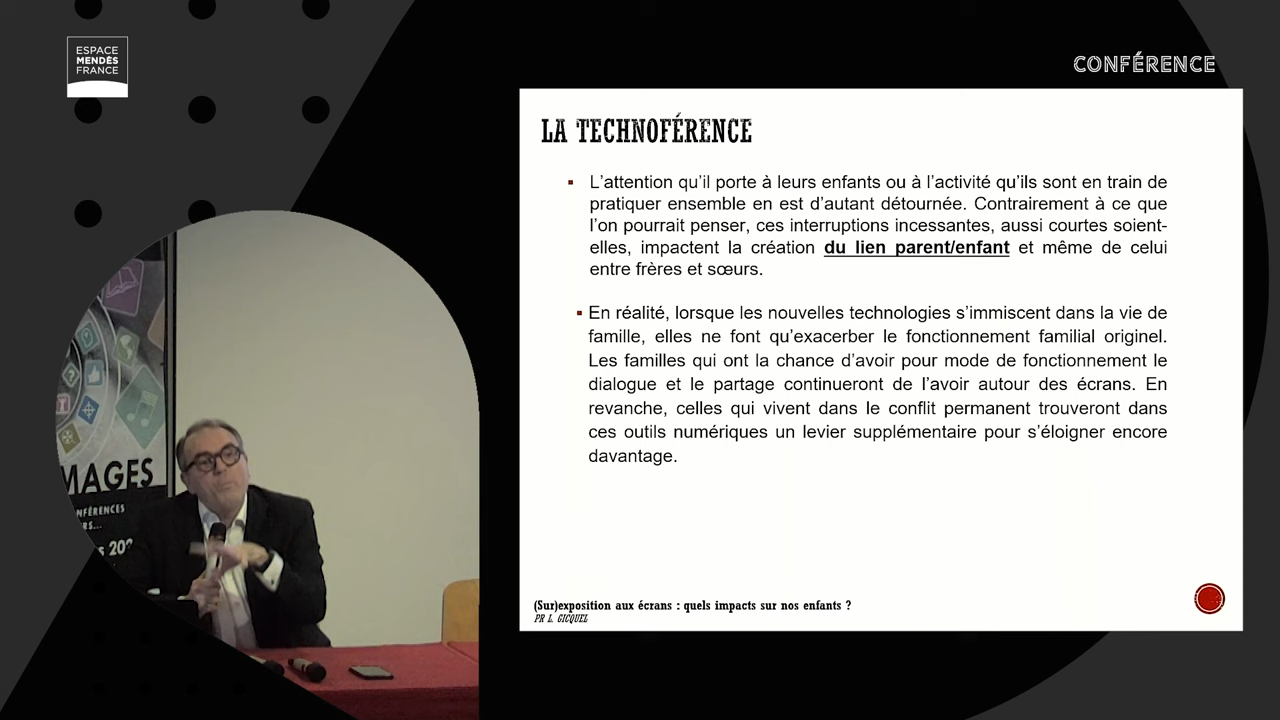 ESPACE
MENDÈS
FRANCE
CONFÉRENCE
LA TECHNOFÉRENCE
▪ L’attention qu’il porte à leurs enfants ou à l’activité qu’ils sont en train de
pratiquer ensemble en est d’autant détournée. Contrairement à ce que
l’on pourrait penser, ces interruptions incessantes, aussi courtes soient-
elles, impactent la création du lien parent/enfant et même de celui
entre frères et sœurs.
▪ En réalité, lorsque les nouvelles technologies s’immiscent dans la vie de
famille, elles ne font qu’exacerber le fonctionnement familial originel.
Les familles qui ont la chance d’avoir pour mode de fonctionnement le
dialogue et le partage continueront de l’avoir autour des écrans. En
revanche, celles qui vivent dans le conflit permanent trouveront dans
ces outils numériques un levier supplémentaire pour s’éloigner encore
davantage.
(Sur)exposition aux écrans : quels impacts sur nos enfants ?
PR L. GICQUEL
MAGES
NFÉRENCES
RS...
s 20